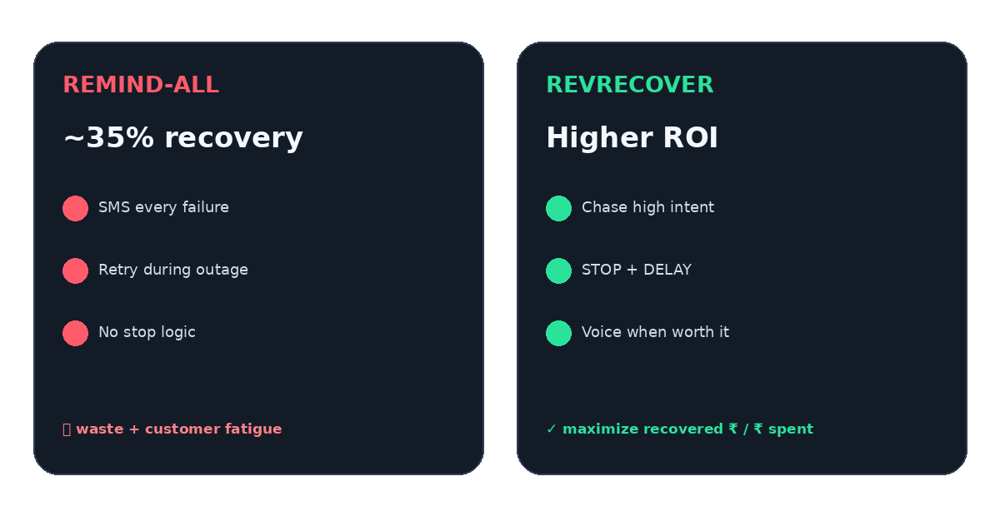 REMIND-ALL
~35% recovery
SMS every failure
Retry during outage
No stop logic
waste + customer fatigue
REVRECOVER
Higher ROI
Chase high intent
STOP + DELAY
Voice when worth it
✓ maximize recovered ₹ / ₹ spent